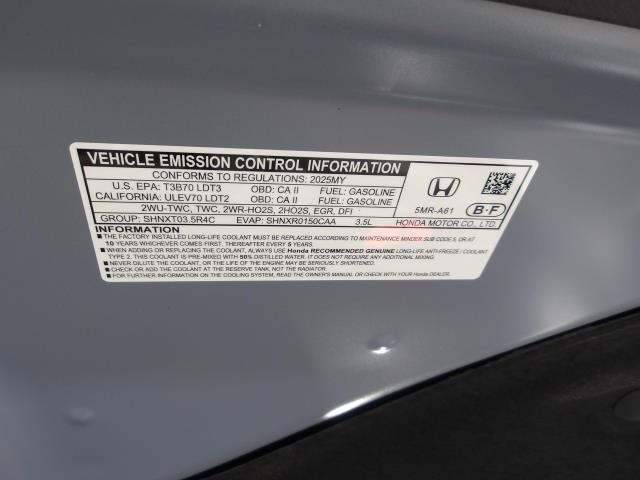 VEHICLE EMISSION CONTROL INFORMATION
CONFORMS TO REGULATIONS: 2025MY
U.S. EPA: T3B70 LDT3 OBD: CA II FUEL: GASOLINE
CALIFORNIA: ULEV70 LDT2 OBD: CA II FUEL: GASOLINE
2WU-TWC, TWC, 2WR-HO2S, 2HO2S, EGR, DFI
GROUP: SHNXT03.5R4C EVAP: SHNXR0150CAA 3.5L
HONDA
5MR-A61
B-F
HONDA MOTOR CO., LTD.
INFORMATION
FACTORY INSTALLED LONG-LIFE COOLANT MUST BE REPLACED ACCORDING TO MAINTENANCE MINDER SUB CODE 5, OR AT
10 YEARS WHICHEVER COMES FIRST. THEREAFTER EVERY 5 YEARS.
WHEN ADDING OR REPLACING THE COOLANT, ALWAYS USE Honda RECOMMENDED GENUINE LONG-LIFE ANTI-FREEZE / COOLANT
TYPE 2. THIS COOLANT IS PRE-MIXED WITH 50% DISTILLED WATER. IT DOES NOT REQUIRE ANY ADDITIONAL MIXING.
OTHERWISE, THE LIFE OF THE COOLANT OR THE LIFE OF THE ENGINE MAY BE SERIOUSLY SHORTENED.
CHECK OR ADD COOLANT AT THE RESERVE TANK, NOT THE RADIATOR.
FOR FURTHER INFORMATION ON THE COOLING SYSTEM, READ THE OWNER'S MANUAL OR CHECK WITH YOUR Honda DEALER.